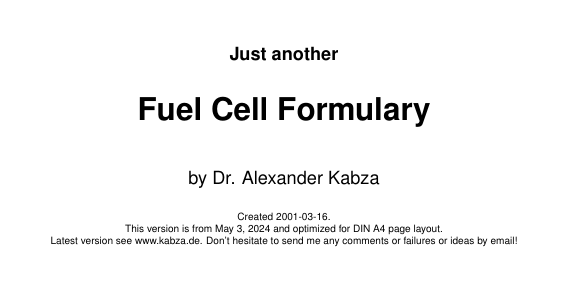 Just another
Fuel Cell Formulary
by Dr. Alexander Kabza
Created 2001-03-16.
This version is from May 3, 2024 and optimized for DIN A4 page layout.
Latest version see www.kabza.de. Don't hesitate to send me any comments or failures or ideas by email!